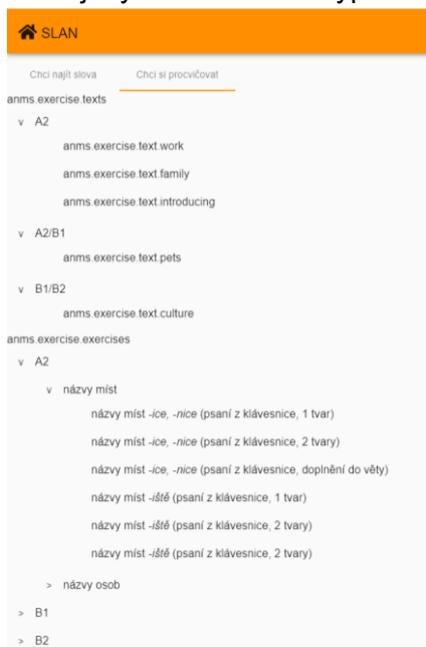 SLAN
Chci najít slova Chci si procvičovat
anms.exercise.texts
v A2
anms.exercise.text.work
anms.exercise.text.family
anms.exercise.text.introducing
v A2/B1
anms.exercise.text.pets
v B1/B2
anms.exercise.text.culture
anms.exercise.exercises
v A2
v názvy míst
názvy míst -ice, -nice (psaní z klávesnice, 1 tvar)
názvy míst -ice, -nice (psaní z klávesnice, 2 tvary)
názvy míst -ice, -nice (psaní z klávesnice, doplnění do věty)
názvy míst -iště (psaní z klávesnice, 1 tvar)
názvy míst -iště (psaní z klávesnice, 2 tvary)
názvy míst -iště (psaní z klávesnice, 2 tvary)
> názvy osob
> B1
> B2